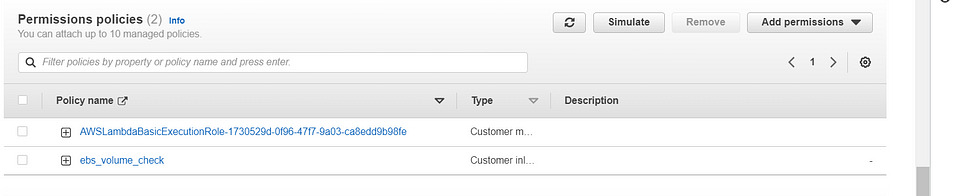 Permissions policies (2) Info
You can attach up to 10 managed policies.
Simulate Remove Add permissions
Filter policies by property or policy name and press enter.
1
Policy name Type Description
AWSLambdaBasicExecutionRole-1730529d-0f96-47f7-9a03-ca8edd9b98fe Customer m...
ebs_volume_check Customer inl... -